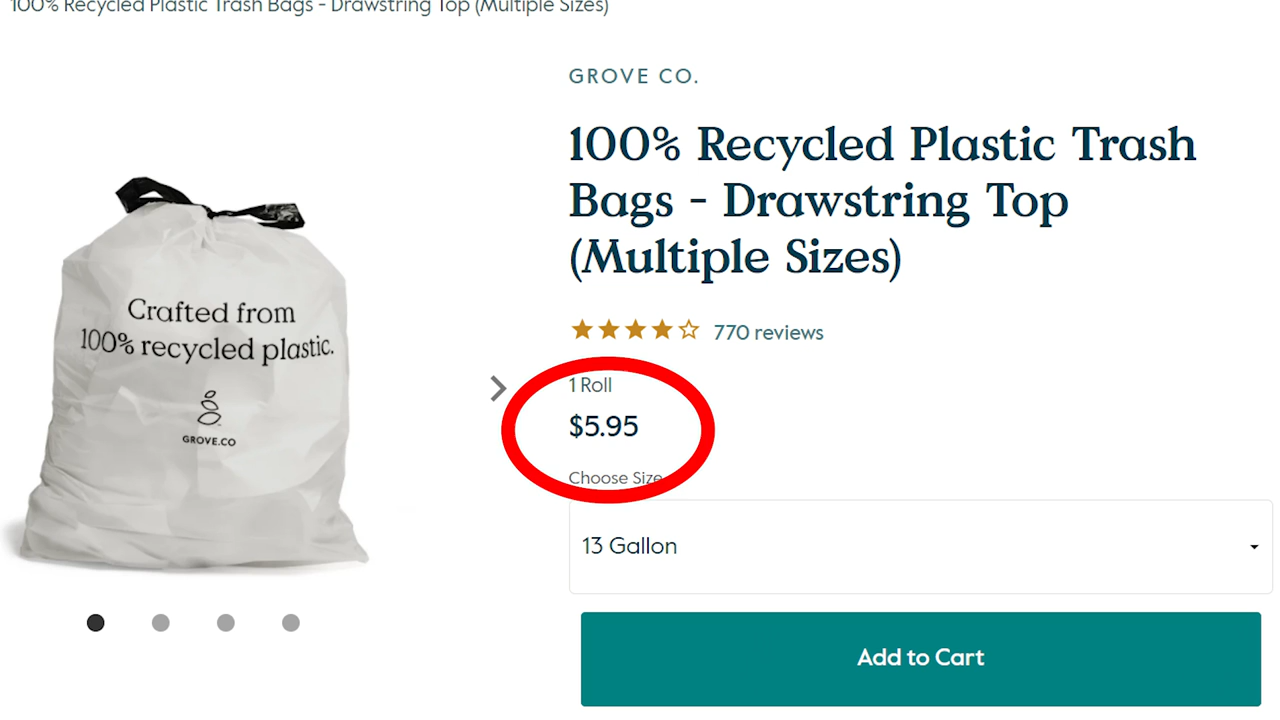 100% Recycled Plastic Trash Bags - Drawstring Top (Multiple Sizes)
GROVE CO.
100% Recycled Plastic Trash
Bags - Drawstring Top
(Multiple Sizes)
770 reviews
1 Roll
$5.95
Choose Size
13 Gallon
Add to Cart
Crafted from
100% recycled plastic.
GROVE.CO